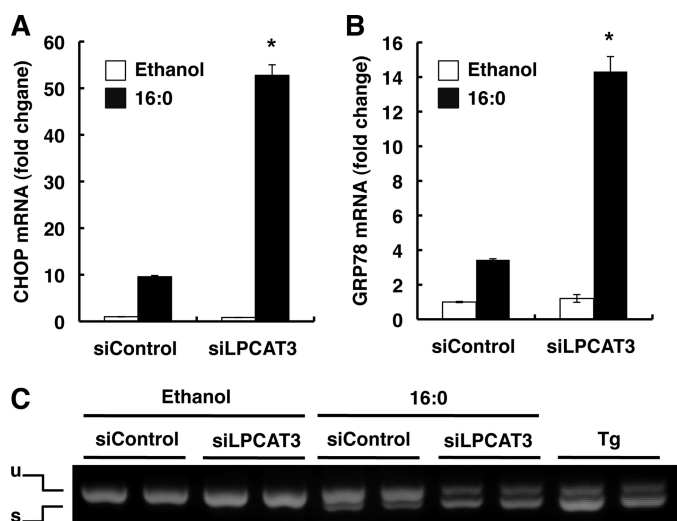 A
CHOP mRNA (fold chgane)
60
50
40
30
20
10
0
Ethanol
16:0
*
siControl
siLPCAT3
B
GRP78 mRNA (fold change)
16
14
12
10
8
6
4
2
0
Ethanol
16:0
*
siControl
siLPCAT3
C
Ethanol 16:0
siControl siLPCAT3 siControl siLPCAT3 Tg
u
s